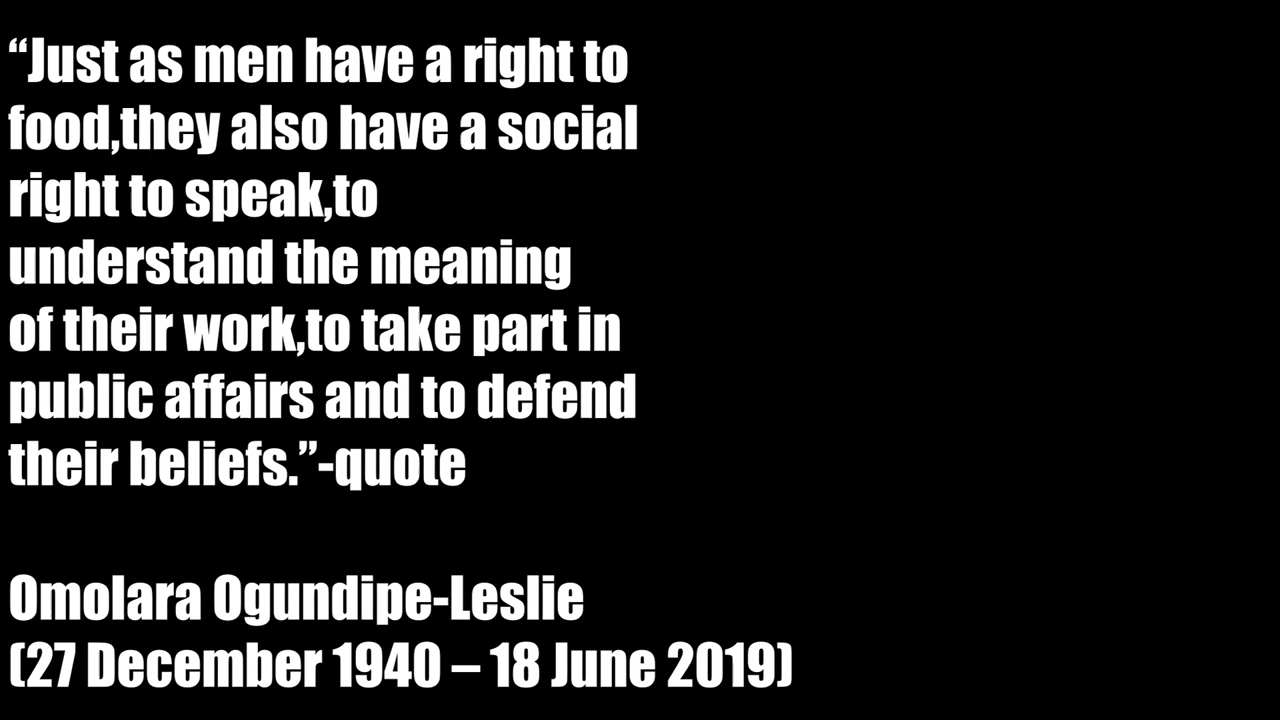 “Just as men have a right to
food,they also have a social
right to speak,to
understand the meaning
of their work,to take part in
public affairs and to defend
their beliefs.”-quote
Omolara Ogundipe-Leslie
(27 December 1940 – 18 June 2019)